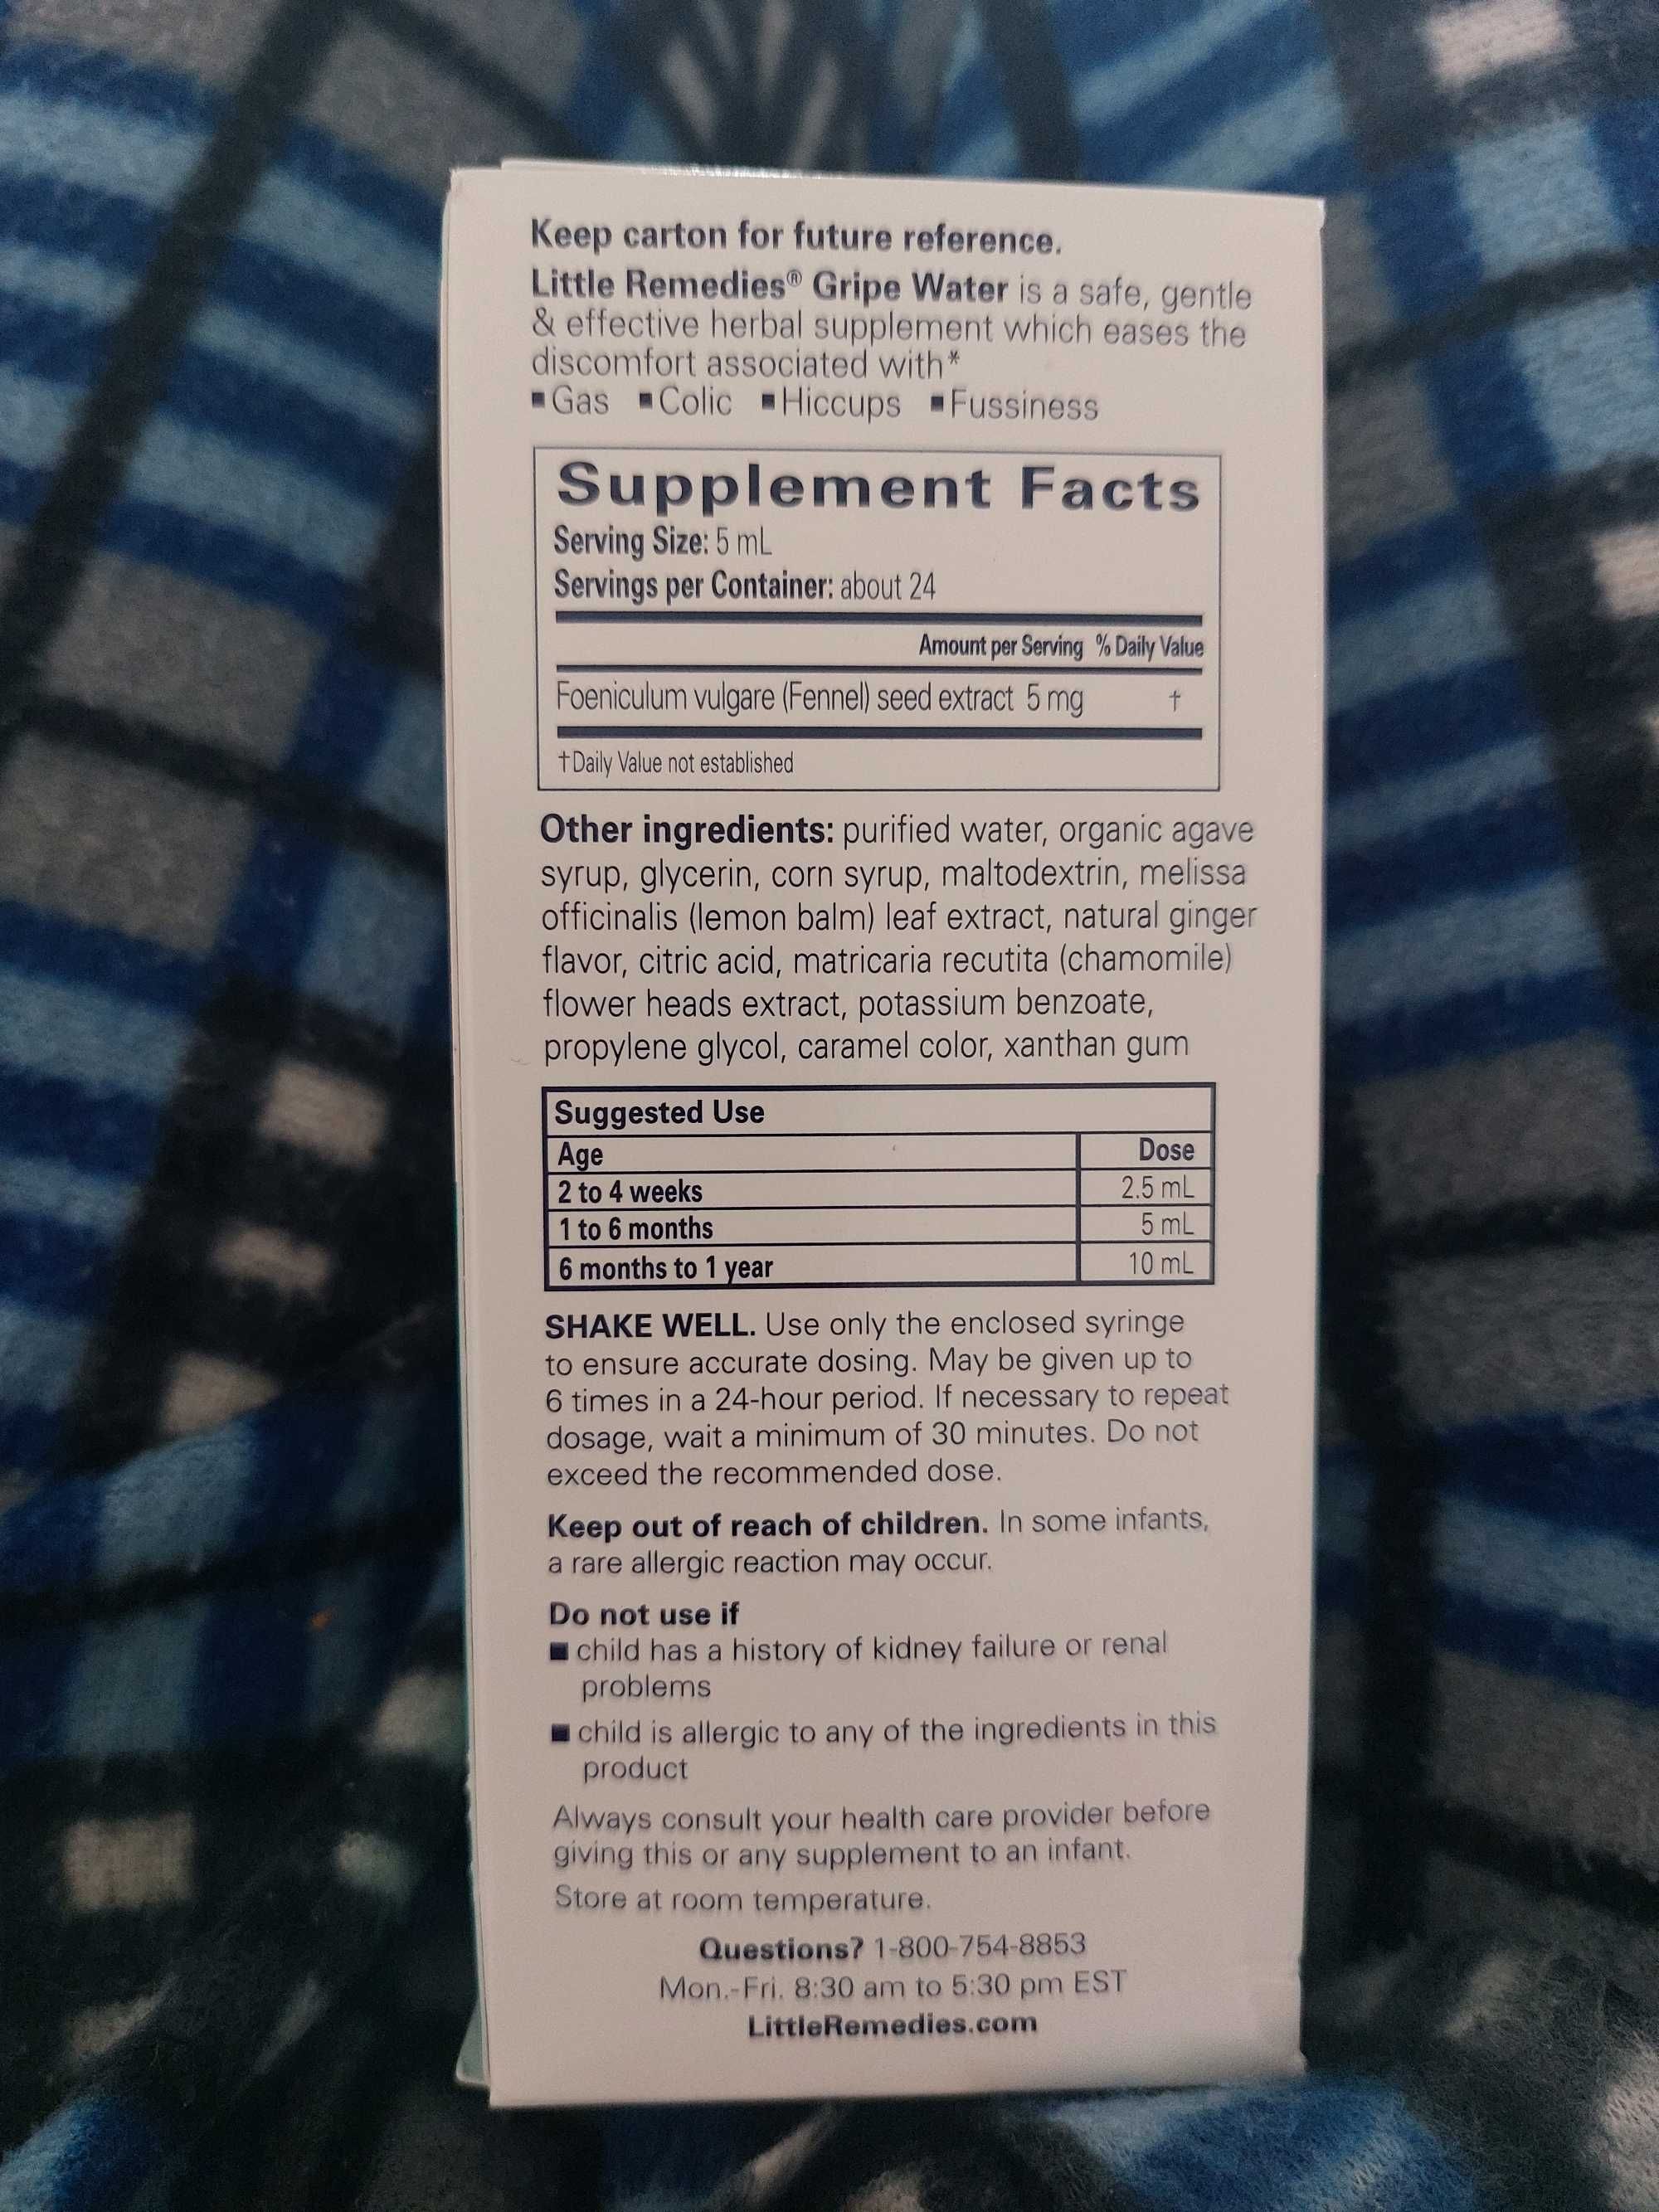 Keep carton for future reference.
Little Remedies® Gripe Water is a safe, gentle
& effective herbal supplement which eases the
discomfort associated with*
▪Gas ▪Colic ▪Hiccups ▪Fussiness
Supplement Facts
Serving Size: 5 mL
Servings per Container: about 24
Amount per Serving % Daily Value
Foeniculum vulgare (Fennel) seed extract 5 mg †
†Daily Value not established
Other ingredients: purified water, organic agave
syrup, glycerin, corn syrup, maltodextrin, melissa
officinalis (lemon balm) leaf extract, natural ginger
flavor, citric acid, matricaria recutita (chamomile)
flower heads extract, potassium benzoate,
propylene glycol, caramel color, xanthan gum
Suggested Use
Age Dose
2 to 4 weeks 2.5 mL
1 to 6 months 5 mL
6 months to 1 year 10 mL
SHAKE WELL. Use only the enclosed syringe
to ensure accurate dosing. May be given up to
6 times in a 24-hour period. If necessary to repeat
dosage, wait a minimum of 30 minutes. Do not
exceed the recommended dose.
Keep out of reach of children. In some infants,
a rare allergic reaction may occur.
Do not use if
▪ child has a history of kidney failure or renal
problems
▪ child is allergic to any of the ingredients in this
product
Always consult your health care provider before
giving this or any supplement to an infant.
Store at room temperature.
Questions? 1-800-754-8853
Mon.-Fri. 8:30 am to 5:30 pm EST
LittleRemedies.com